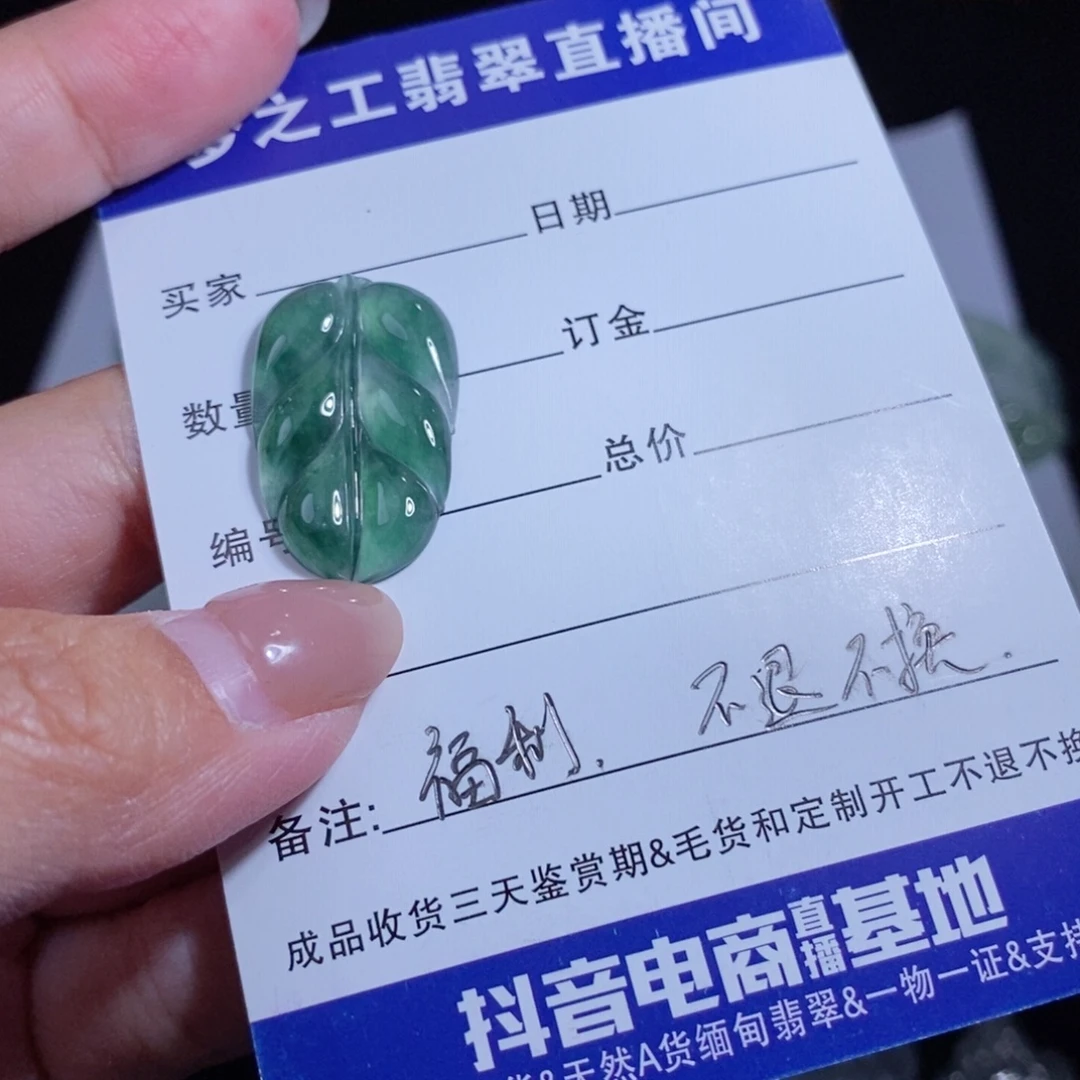 之工翡翠直播间
日期
买家
订金
数量
总价
编号
福利. 不退不换.
备注:
成品收货三天鉴赏期&毛货和定制开工不退不换
抖音电商直播基地
货&天然A货缅甸翡翠&一物一证&支持